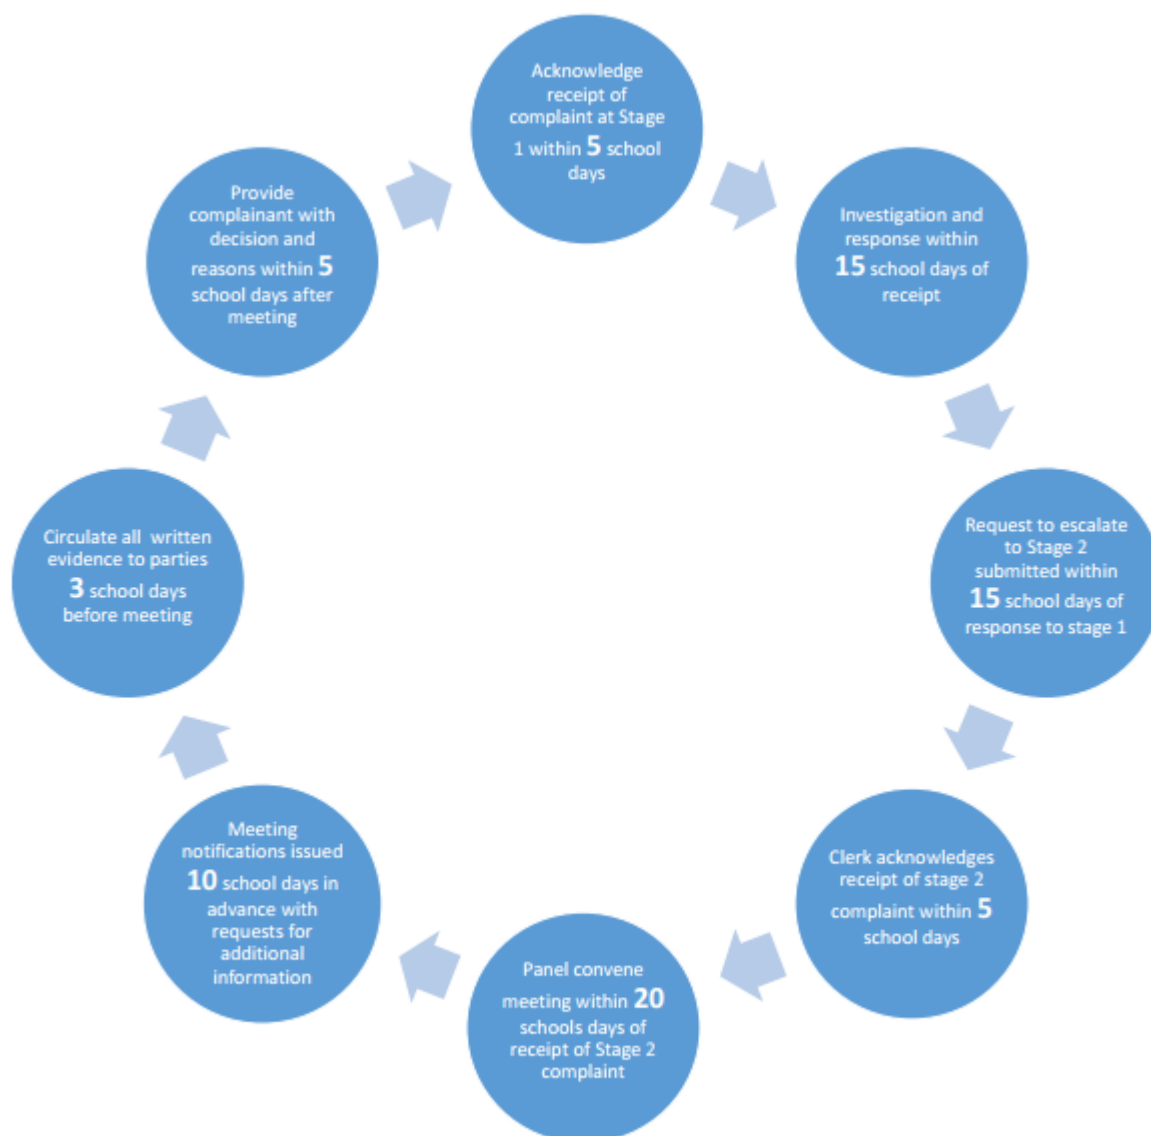 Acknowledge
receipt of
complaint at Stage
1 within 5 school
days
Investigation and
response within
15 school days of
receipt
Request to escalate
to Stage 2
submitted within
15 school days of
response to stage 1
Clerk acknowledges
receipt of stage 2
complaint within 5
school days
Panel convene
meeting within 20
schools days of
receipt of Stage 2
complaint
Meeting
notifications issued
10 school days in
advance with
requests for
additional
information
Circulate all written
evidence to parties
3 school days
before meeting
Provide
complainant with
decision and
reasons within 5
school days after
meeting